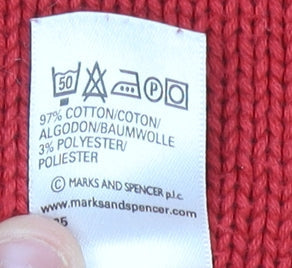 50 P
97% COTTON/COTON/
ALGODON/BAUMWOLLE
3% POLYESTER/
POLIESTER
© MARKS AND SPENCER p.l.c.
www.marksandspencer.com